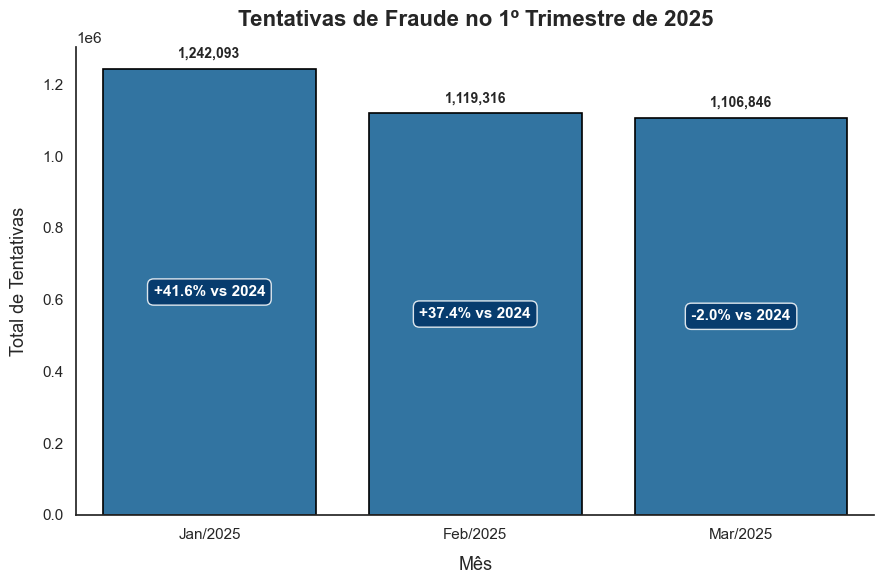 Tentativas de Fraude no 1º Trimestre de 2025
1e6
1,242,093
1,119,316
1,106,846
1.2
1.0
0.8
0.6
0.4
0.2
0.0
Total de Tentativas
+41.6% vs 2024
+37.4% vs 2024
-2.0% vs 2024
Jan/2025
Feb/2025
Mar/2025
Mês